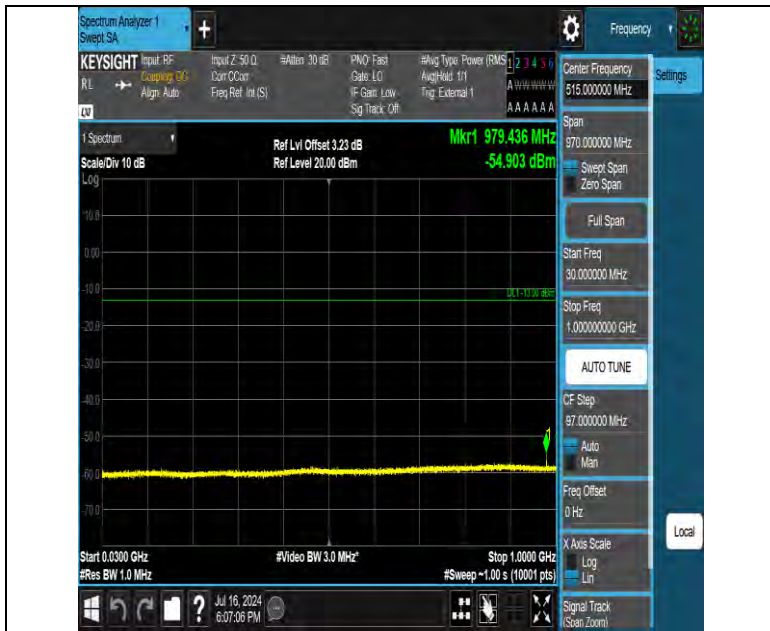 Spectrum Analyzer 1
Swept SA
+
Frequency
KEYSIGHT
RL
LXI
Input: RF
Coupling: DC
Align: Auto
Input Z: 50 Ω
Corr CCorr
Freq Ref: Int (S)
#Atten: 30 dB
PNO: Fast
Gate: LO
IF Gain: Low
Sig Track: Off
#Avg Type: Power (RMS
Avg|Hold: 1/1
Trig: External 1
1 2 3 4 5 6
A W W W W W
A A A A A A
1 Spectrum
Scale/Div 10 dB
Ref Lvl Offset 3.23 dB
Ref Level 20.00 dBm
Mkr1 979.436 MHz
-54.903 dBm
Log
10.0
0.00
-10.0
-20.0
-30.0
-40.0
-50.0
-60.0
-70.0
DL1 -13.00 dBm
1
Start 0.0300 GHz
#Res BW 1.0 MHz
#Video BW 3.0 MHz*
Stop 1.0000 GHz
#Sweep ~1.00 s (10001 pts)
Jul 16, 2024
6:07:06 PM
?
Center Frequency
515.000000 MHz
Span
970.000000 MHz
Swept Span
Zero Span
Full Span
Start Freq
30.000000 MHz
Stop Freq
1.000000000 GHz
AUTO TUNE
CF Step
97.000000 MHz
Auto
Man
Freq Offset
0 Hz
X Axis Scale
Log
Lin
Signal Track
(Span Zoom)
Settings
Local